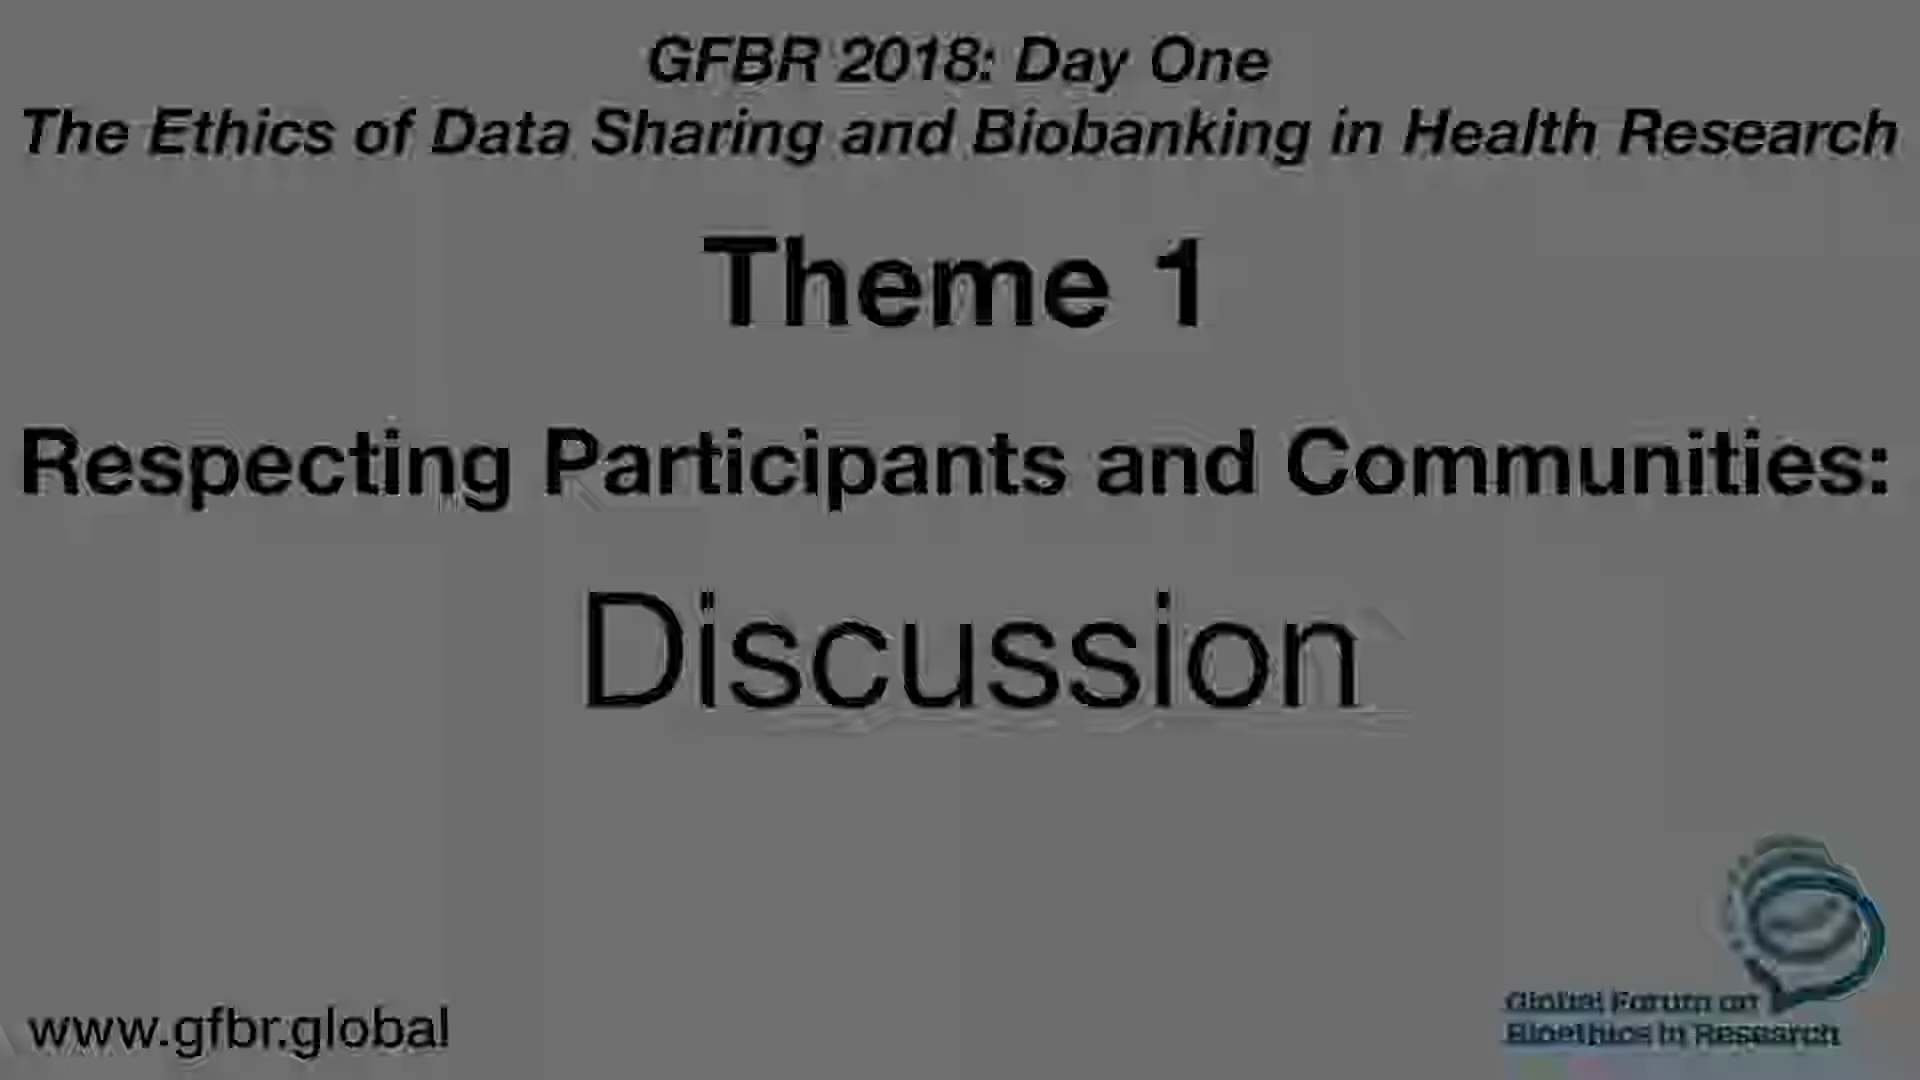 GFBR 2018: Day One
The Ethics of Data Sharing and Biobanking in Health Research
Theme 1
Respecting Participants and Communities:
Discussion
www.gfbr.global
Global Forum on
Bioethics in Research